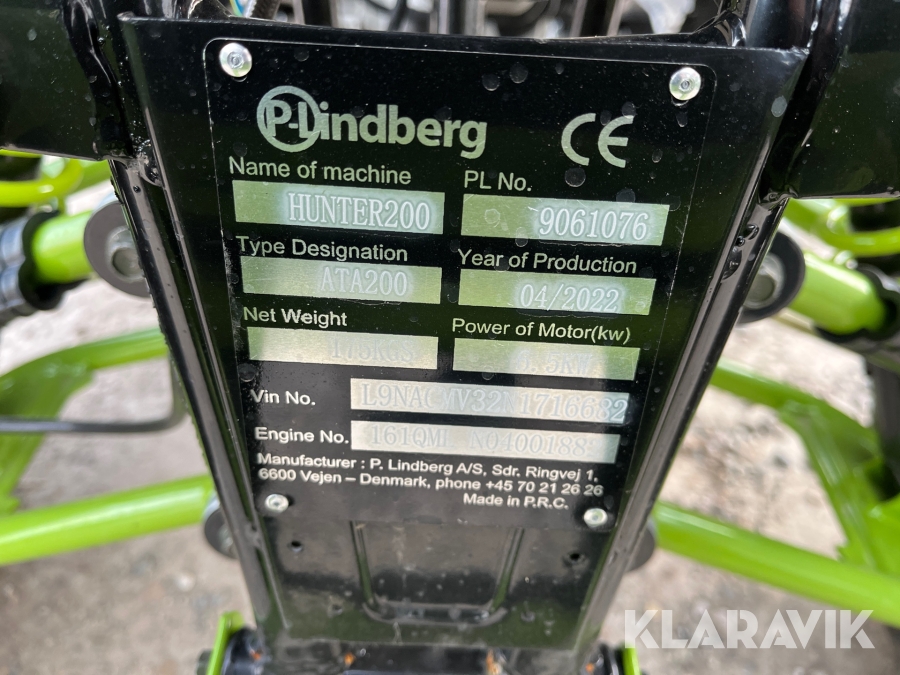 P-Lindberg
CE
Name of machine
PL No.
HUNTER200
9061076
Type Designation
Year of Production
ATA200
04/2022
Net Weight
Power of Motor(kw)
175KGS
Vin No.
Engine No.
Manufacturer : P. Lindberg A/S, Sdr. Ringvej 1,
6600 Vejen – Denmark, phone +45 70 21 26 26
Made in P.R.C.
KLARAVIK